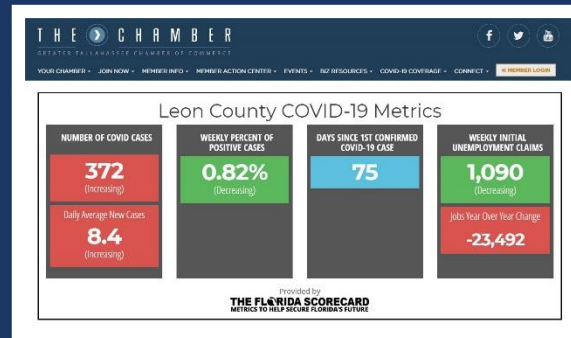 THE CHAMBER
GREATER TALLAHASSEE CHAMBER OF COMMERCE
YOUR CHAMBER JOIN NOW MEMBER INFO MEMBER ACTION CENTER EVENTS BIZ RESOURCES COVID-19 COVERAGE CONNECT MEMBER LOGIN
Leon County COVID-19 Metrics
NUMBER OF COVID CASES
372
(Increasing)
Daily Average New Cases
8.4
(Increasing)
WEEKLY PERCENT OF
POSITIVE CASES
0.82%
(Decreasing)
DAYS SINCE 1ST CONFIRMED
COVID-19 CASE
75
WEEKLY INITIAL
UNEMPLOYMENT CLAIMS
1,090
(Decreasing)
Jobs Year Over Year Change
-23,492
Provided by
THE FLORIDA SCORECARD
METRICS TO HELP SECURE FLORIDA'S FUTURE